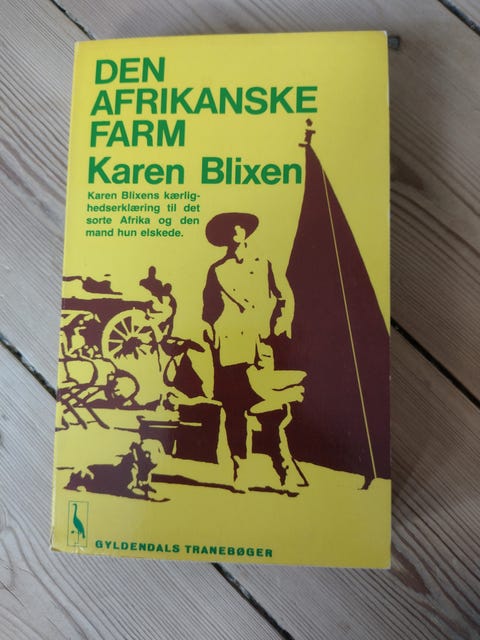 DEN
AFRIKANSKE
FARM
Karen Blixen
Karen Blixens kærlig-
hedserklæring til det
sorte Afrika og den
mand hun elskede.
GYLDENDALS TRANEBØGER